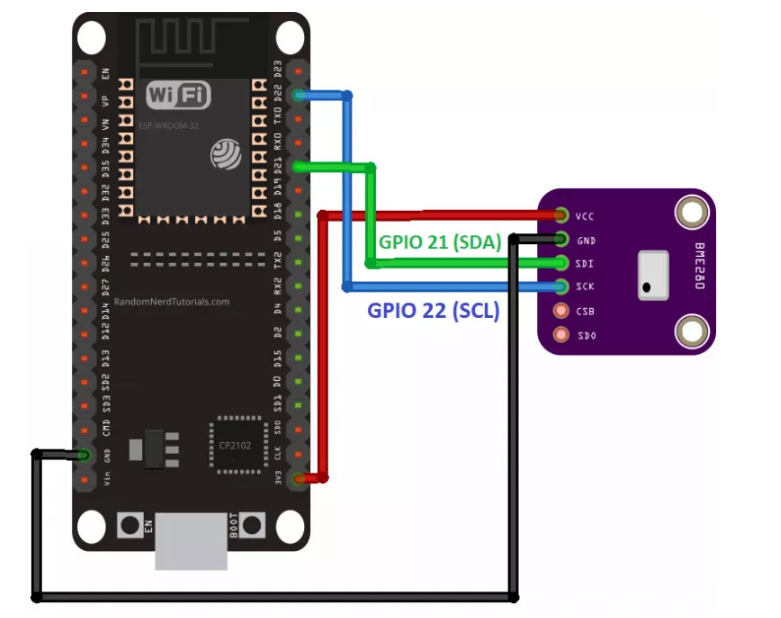 EN
VP
VN
D34
D35
D32
D33
D25
D26
D27
D14
D12
D13
SD2
SD3
CMD
GND
Vin
WiFi
ESP-WROOM-32
RandomNerdTutorials.com
CP2102
EN
BOOT
D23
D22
TX0
RX0
D21
D19
D18
D5
TX2
RX2
D4
D2
D15
D0
SD1
SD0
CLK
3V3
GPIO 21 (SDA)
GPIO 22 (SCL)
VCC
GND
SDI
SCK
CSB
SDO
BME280